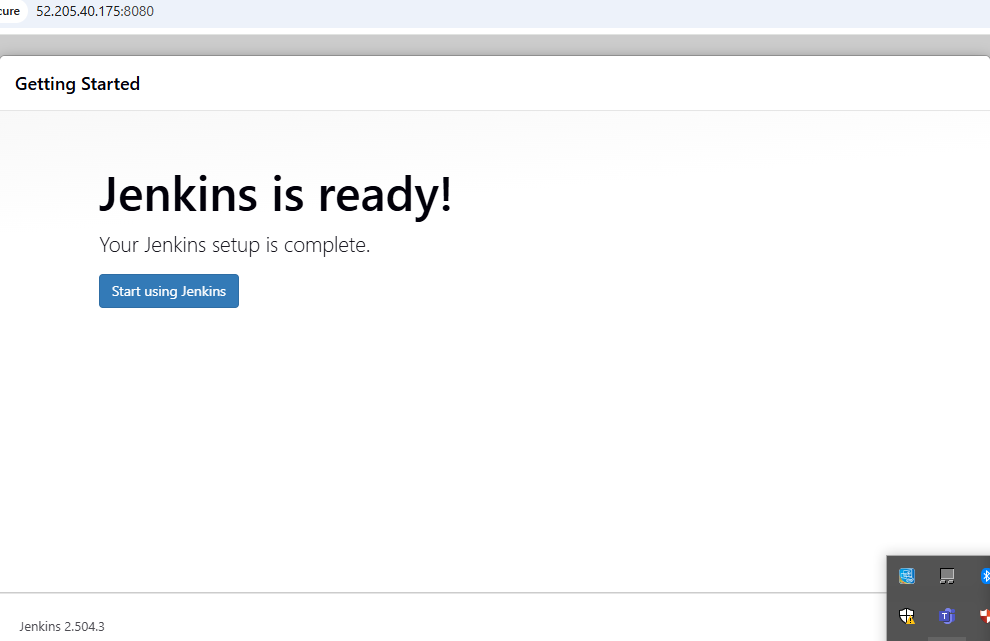 cure 52.205.40.175:8080
Getting Started
Jenkins is ready!
Your Jenkins setup is complete.
Start using Jenkins
Jenkins 2.504.3